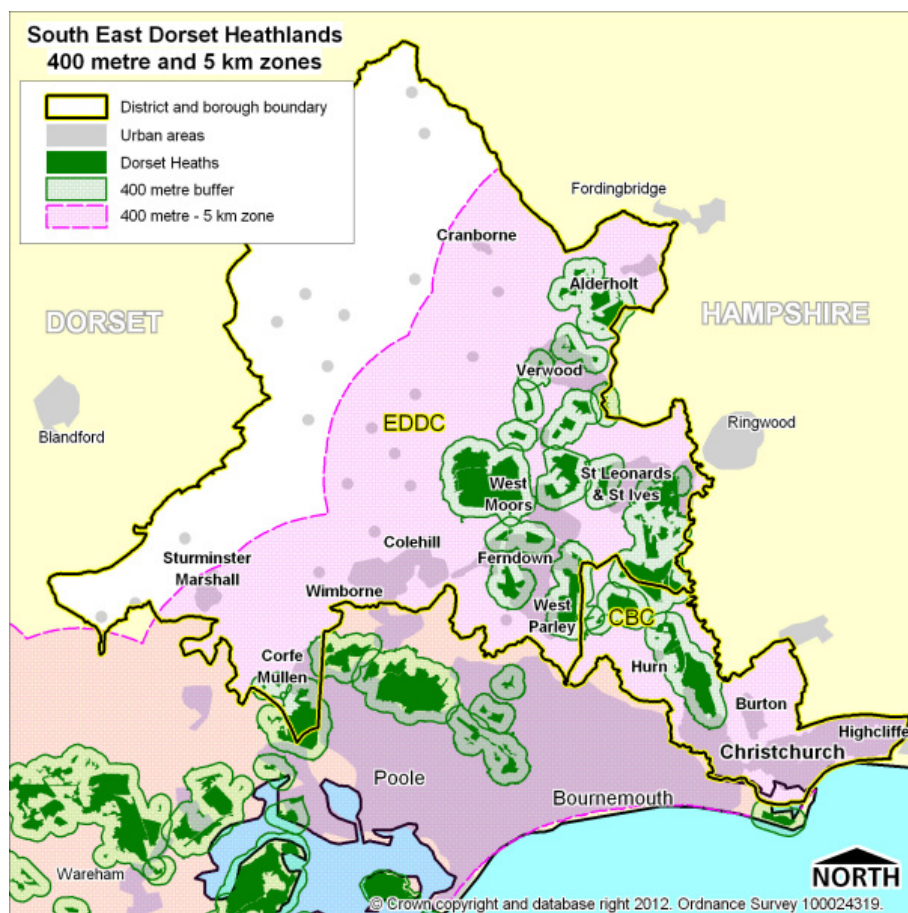 South East Dorset Heathlands
400 metre and 5 km zones
District and borough boundary
Urban areas
Dorset Heaths
400 metre buffer
400 metre - 5 km zone
Fordingbridge
Cranborne
Alderholt
DORSET
HAMPSHIRE
Verwood
Blandford
EDDC
Ringwood
St Leonards
& St Ives
West
Moors
Colehill
Sturminster
Marshall
Ferndown
Wimborne
West
Parley
CBC
Corfe
Mullen
Hurn
Burton
Highcliffe
Christchurch
Poole
Bournemouth
Wareham
NORTH
© Crown copyright and database right 2012. Ordnance Survey 100024319.